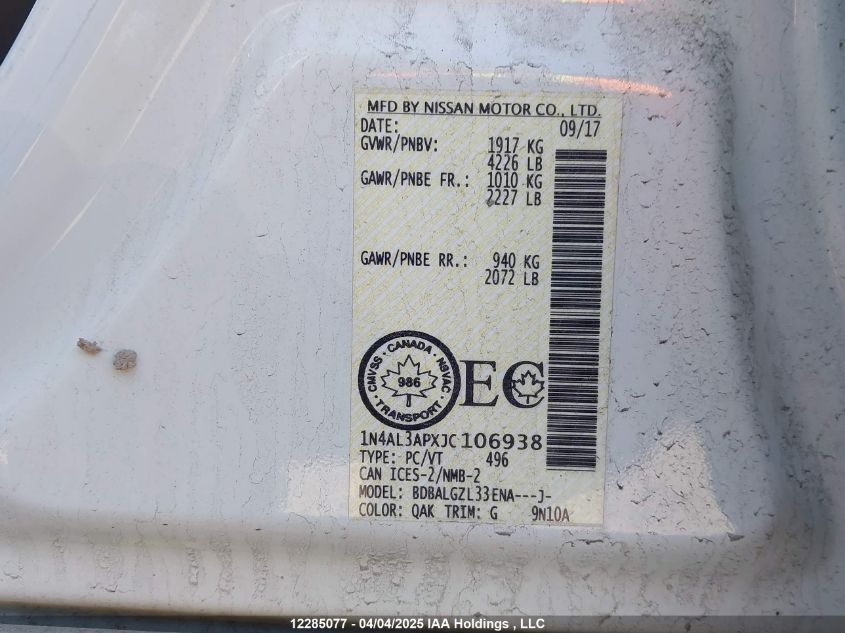 MFD BY NISSAN MOTOR CO., LTD.
DATE: 09/17
GVWR/PNBV: 1917 KG
4226 LB
GAWR/PNBE FR.: 1010 KG
2227 LB
GAWR/PNBE RR.: 940 KG
2072 LB
CANADA
CMVSS NSVAC
986
TRANSPORT
EC
1N4AL3APXJC106938
TYPE: PC/VT 496
CAN ICES-2/NMB-2
MODEL: BDBALGZL33ENA---J-
COLOR: QAK TRIM: G 9N10A
12285077 - 04/04/2025 IAA Holdings , LLC